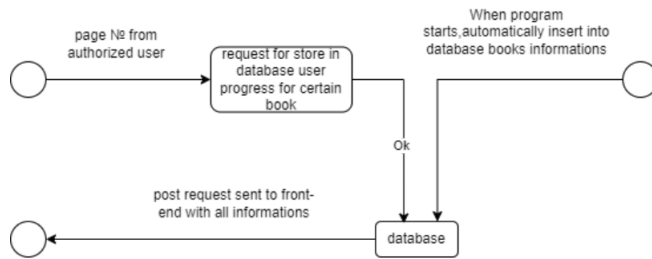 page № from
authorized user
request for store in
database user
progress for certain
book
When program
starts,automatically insert into
database books informations
Ok
post request sent to front-
end with all informations
database